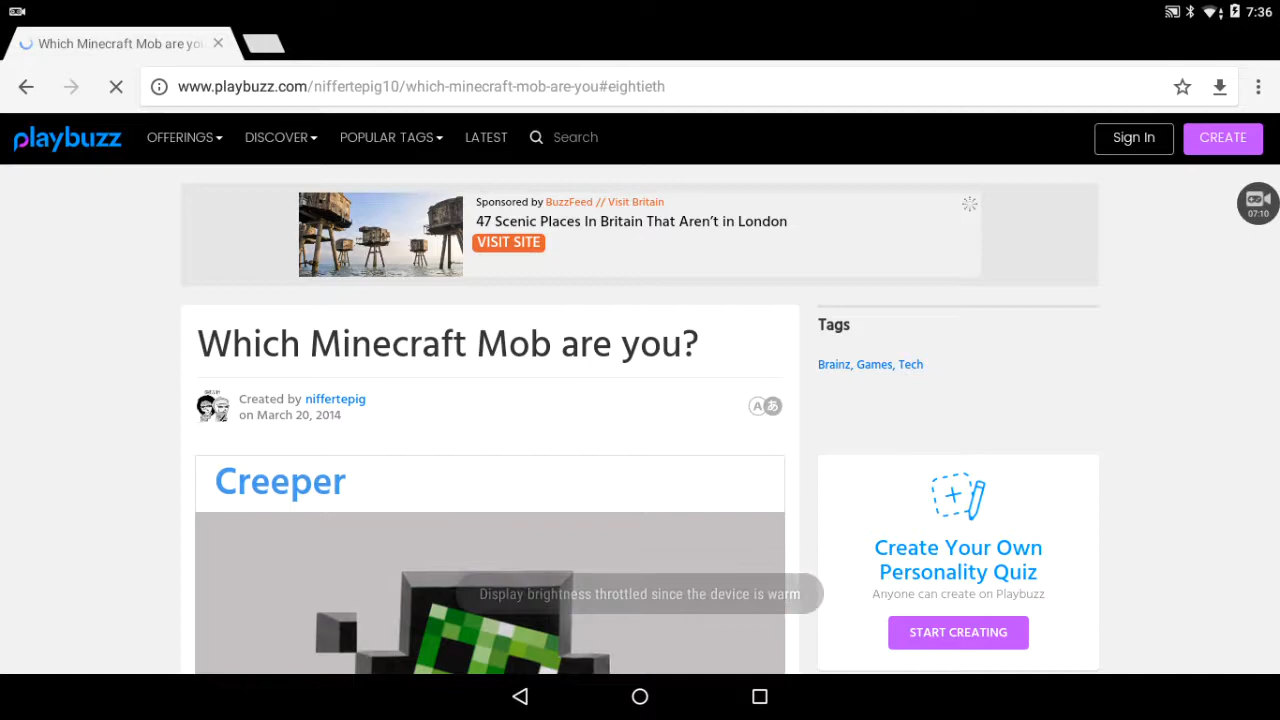 7:36
Which Minecraft Mob are you
www.playbuzz.com/niffertepig10/which-minecraft-mob-are-you#eightieth
playbuzz OFFERINGS DISCOVER POPULAR TAGS LATEST Search Sign In CREATE
Sponsored by BuzzFeed // Visit Britain
47 Scenic Places In Britain That Aren't in London
VISIT SITE
07:10
Which Minecraft Mob are you?
Created by niffertepig
on March 20, 2014
A あ
Creeper
Tags
Brainz, Games, Tech
Create Your Own
Personality Quiz
Anyone can create on Playbuzz
START CREATING
Display brightness throttled since the device is warm